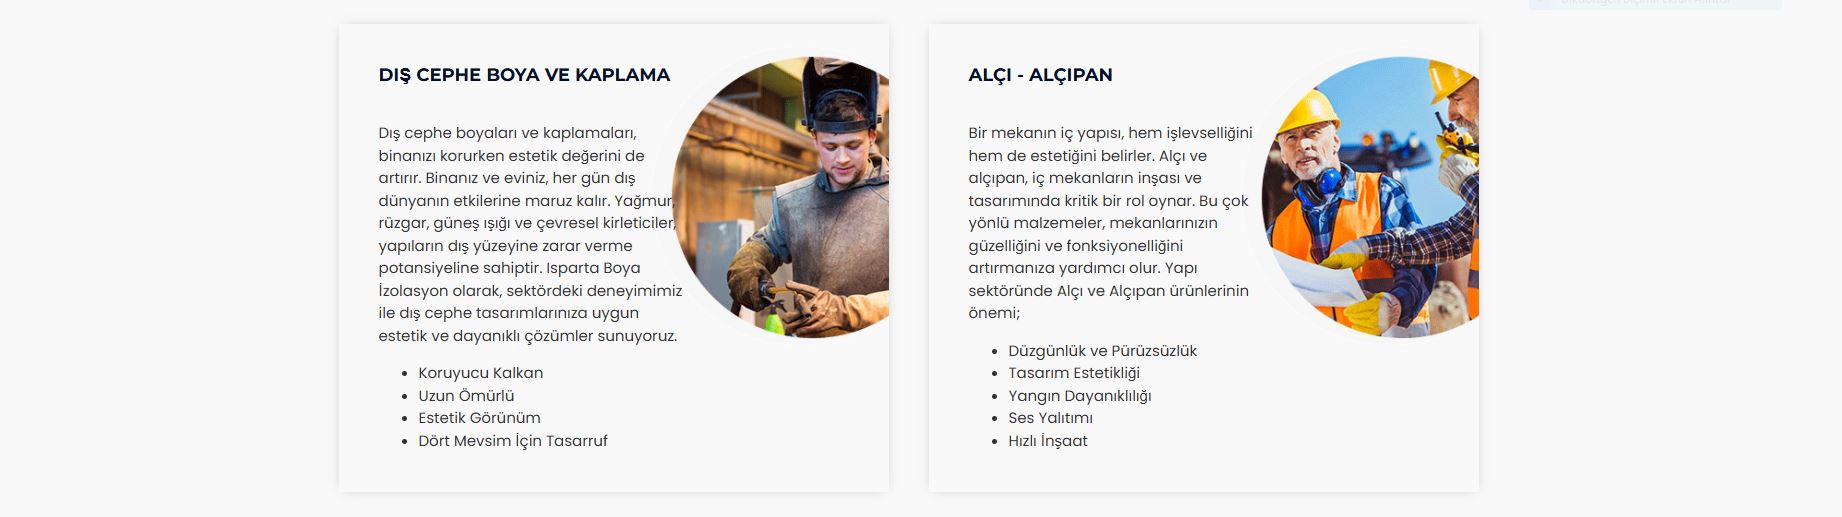 DIŞ CEPHE BOYA VE KAPLAMA
Dış cephe boyaları ve kaplamaları,
binanızı korurken estetik değerini de
artırır. Binanız ve eviniz, her gün dış
dünyanın etkilerine maruz kalır. Yağmur,
rüzgar, güneş ışığı ve çevresel kirleticiler,
yapıların dış yüzeyine zarar verme
potansiyeline sahiptir. Isparta Boya
İzolasyon olarak, sektördeki deneyimimiz
ile dış cephe tasarımlarınıza uygun
estetik ve dayanıklı çözümler sunuyoruz.
• Koruyucu Kalkan
• Uzun Ömürlü
• Estetik Görünüm
• Dört Mevsim İçin Tasarruf
ALÇI - ALÇIPAN
Bir mekanın iç yapısı, hem işlevselliğini
hem de estetiğini belirler. Alçı ve
alçıpan, iç mekanların inşası ve
tasarımında kritik bir rol oynar. Bu çok
yönlü malzemeler, mekanlarınızın
güzelliğini ve fonksiyonelliğini
artırmanıza yardımcı olur. Yapı
sektöründe Alçı ve Alçıpan ürünlerinin
önemi;
• Düzgünlük ve Pürüzsüzlük
• Tasarım Estetikliği
• Yangın Dayanıklılığı
• Ses Yalıtımı
• Hızlı İnşaat